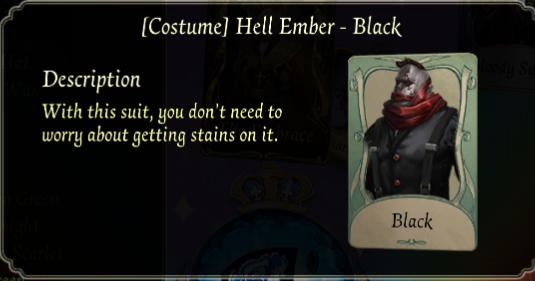 [Costume] Hell Ember - Black
Description
With this suit, you don't need to
worry about getting stains on it.
Black